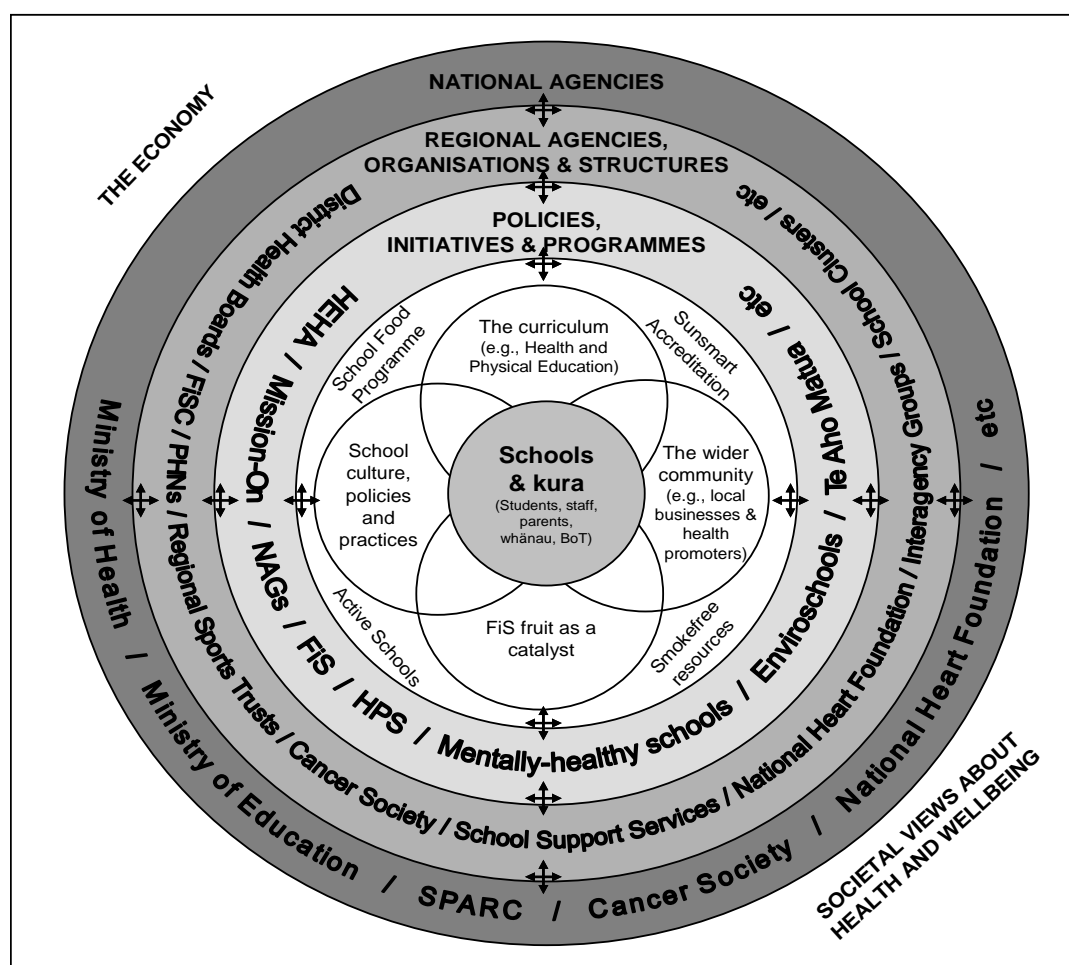 THE ECONOMY
NATIONAL AGENCIES
Ministry of Health / Ministry of Education / SPARC / Cancer Society / National Heart Foundation / etc
REGIONAL AGENCIES,
ORGANISATIONS & STRUCTURES
District Health Boards / FISC / PHNs / Regional Sports Trusts / Cancer Society / School Support Services / National Heart Foundation / Interagency Groups / School Clusters / etc
POLICIES,
INITIATIVES & PROGRAMMES
HEHA / Mission-On / NAGs / FiS / HPS / Mentally-healthy schools / Enviroschools / Te Aho Matua / etc
School Food
Programme
Sunsmart
Accreditation
The curriculum
(e.g., Health and
Physical Education)
School
culture,
policies
and
practices
Schools
& kura
(Students, staff,
parents,
whänau, BoT)
The wider
community
(e.g., local
businesses &
health
promoters)
FiS fruit as a
catalyst
Active Schools
Smokefree
resources
SOCIETAL VIEWS ABOUT
HEALTH AND WELLBEING